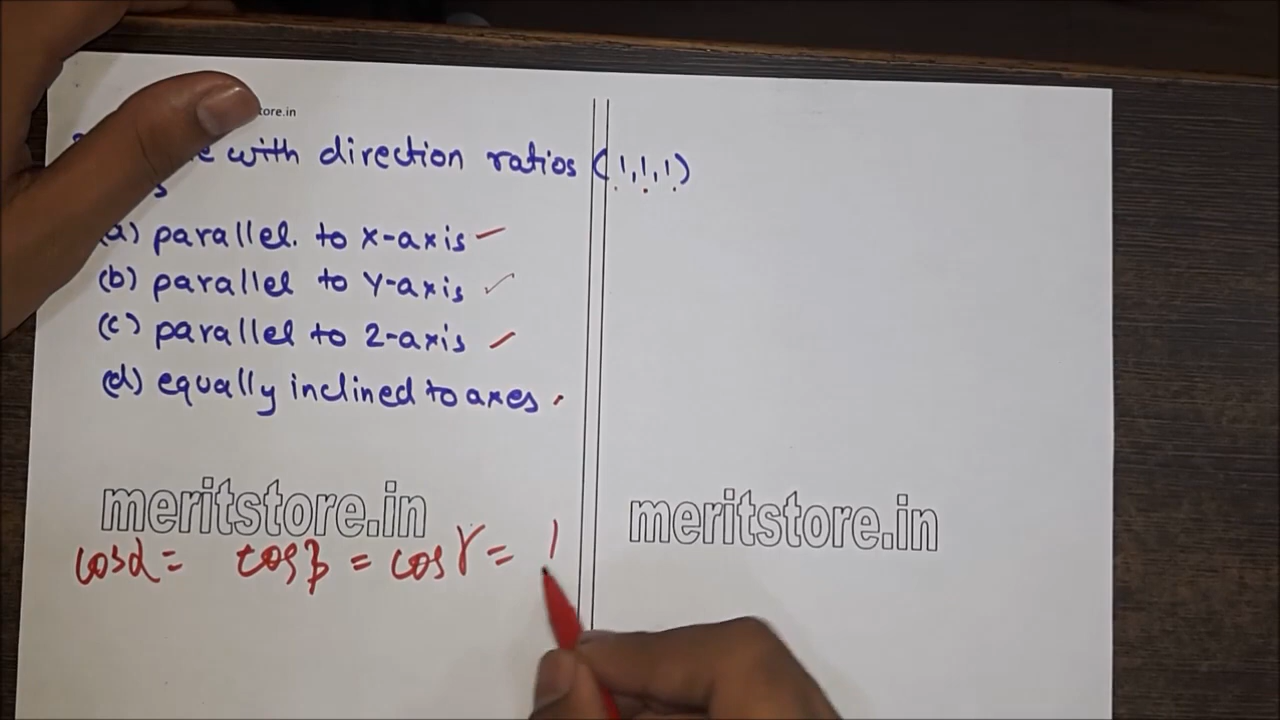 tore.in
with direction ratios (1,1,1)
(a) parallel. to x-axis
(b) parallel to Y-axis
(c) parallel to 2-axis
(d) equally inclined to axes.
meritstore.in meritstore.in
cosα = cosβ = cosγ = 1